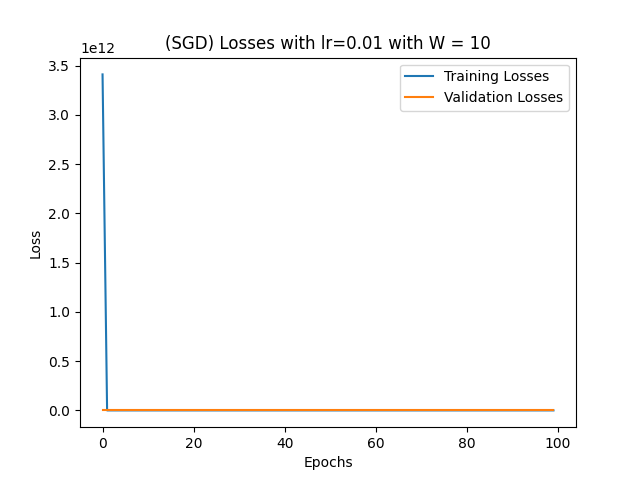 (SGD) Losses with lr=0.01 with W = 10
1e12
3.5
3.0
2.5
2.0
1.5
1.0
0.5
0.0
Loss
Training Losses
Validation Losses
0 20 40 60 80 100
Epochs